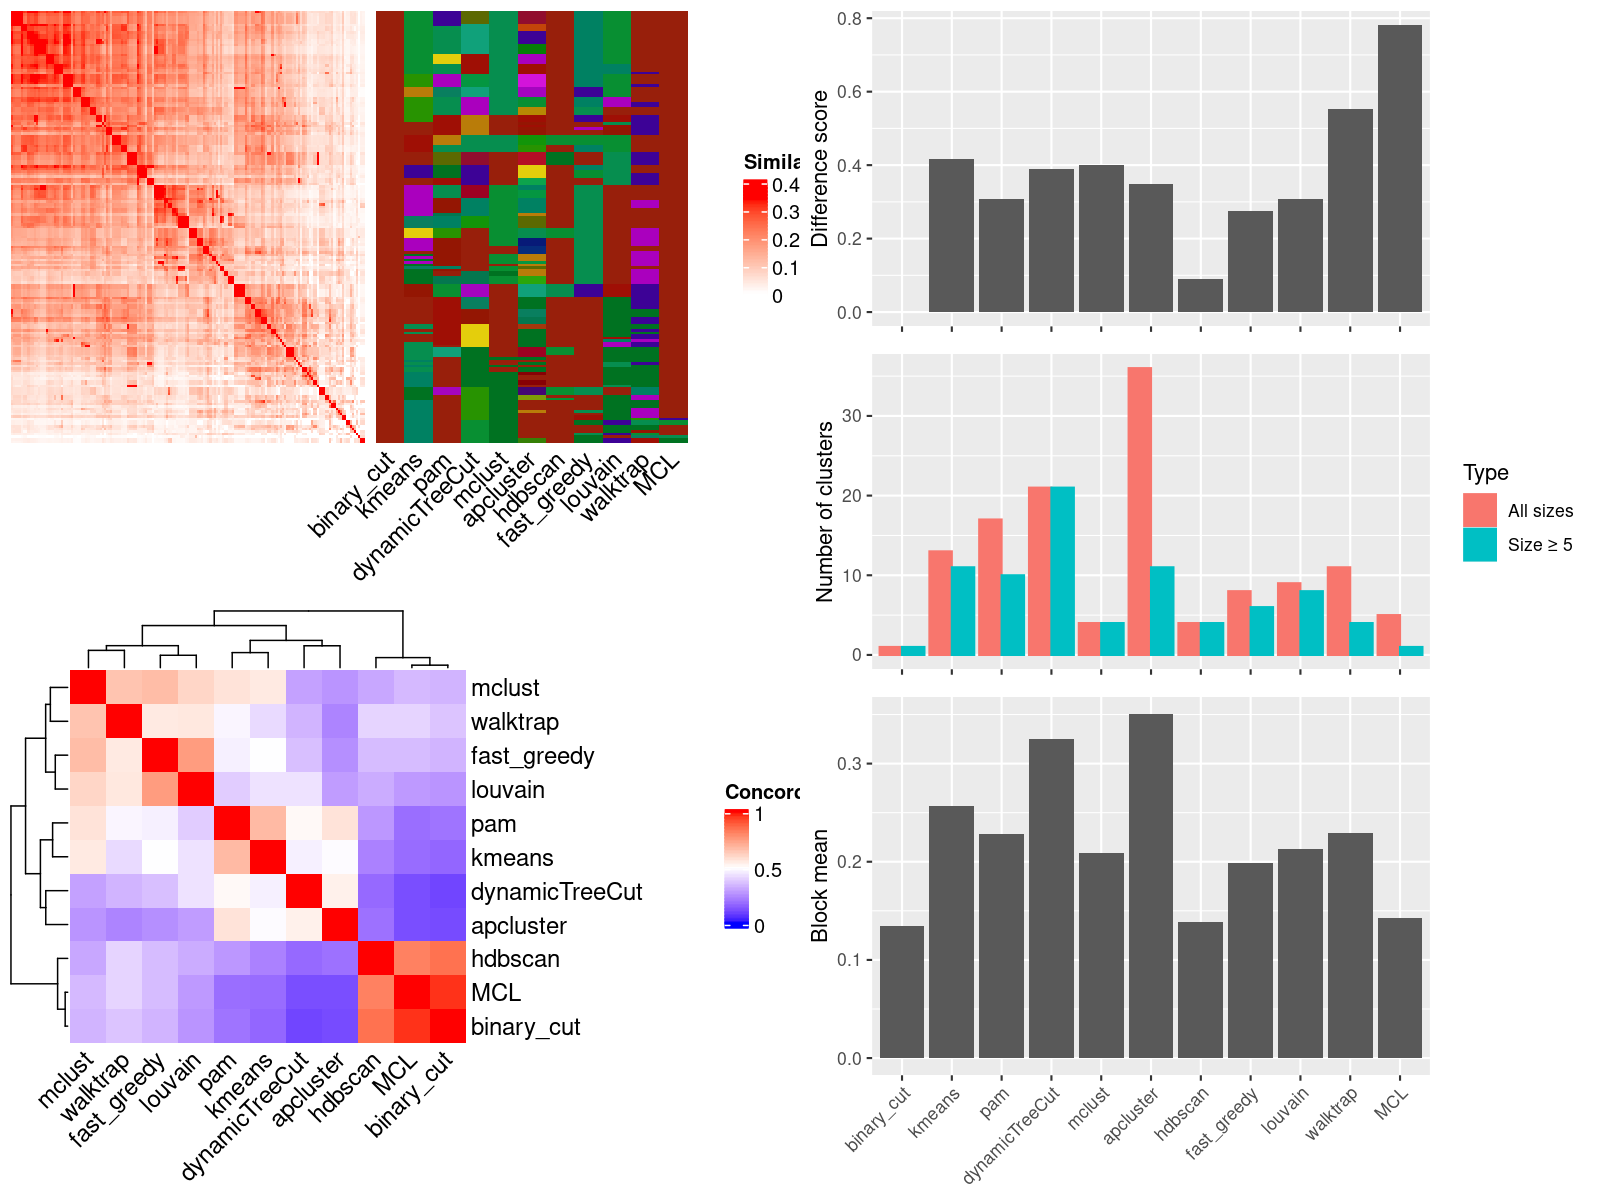 binary_cut
kmeans
pam
dynamicTreeCut
mclust
apcluster
hdbscan
fast_greedy
louvain
walktrap
MCL
Simila
0.4
0.3
0.2
0.1
0
mclust
walktrap
fast_greedy
louvain
pam
kmeans
dynamicTreeCut
apcluster
hdbscan
MCL
binary_cut
mclust
walktrap
fast_greedy
louvain
pam
kmeans
dynamicTreeCut
apcluster
hdbscan
MCL
binary_cut
Concord
1
0.5
0
Difference score
0.8
0.6
0.4
0.2
0.0
Number of clusters
30
20
10
0
Type
All sizes
Size ≥ 5
Block mean
0.3
0.2
0.1
0.0
binary_cut
kmeans
pam
dynamicTreeCut
mclust
apcluster
hdbscan
fast_greedy
louvain
walktrap
MCL